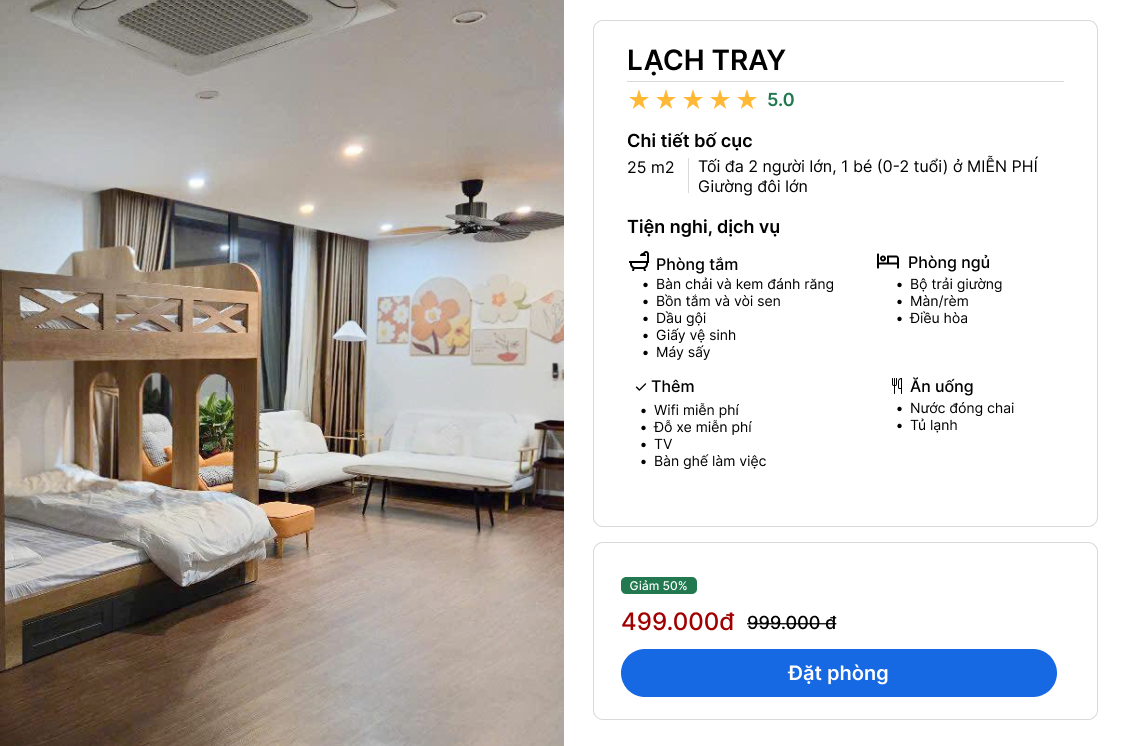 LẠCH TRAY
5.0
Chi tiết bố cục
25 m2
Tối đa 2 người lớn, 1 bé (0-2 tuổi) ở MIỄN PHÍ
Giường đôi lớn
Tiện nghi, dịch vụ
Phòng tắm
• Bàn chải và kem đánh răng
• Bồn tắm và vòi sen
• Dầu gội
• Giấy vệ sinh
• Máy sấy
Phòng ngủ
• Bộ trải giường
• Màn/rèm
• Điều hòa
Thêm
• Wifi miễn phí
• Đỗ xe miễn phí
• TV
• Bàn ghế làm việc
Ăn uống
• Nước đóng chai
• Tủ lạnh
Giảm 50%
499.000đ 999.000 đ
Đặt phòng